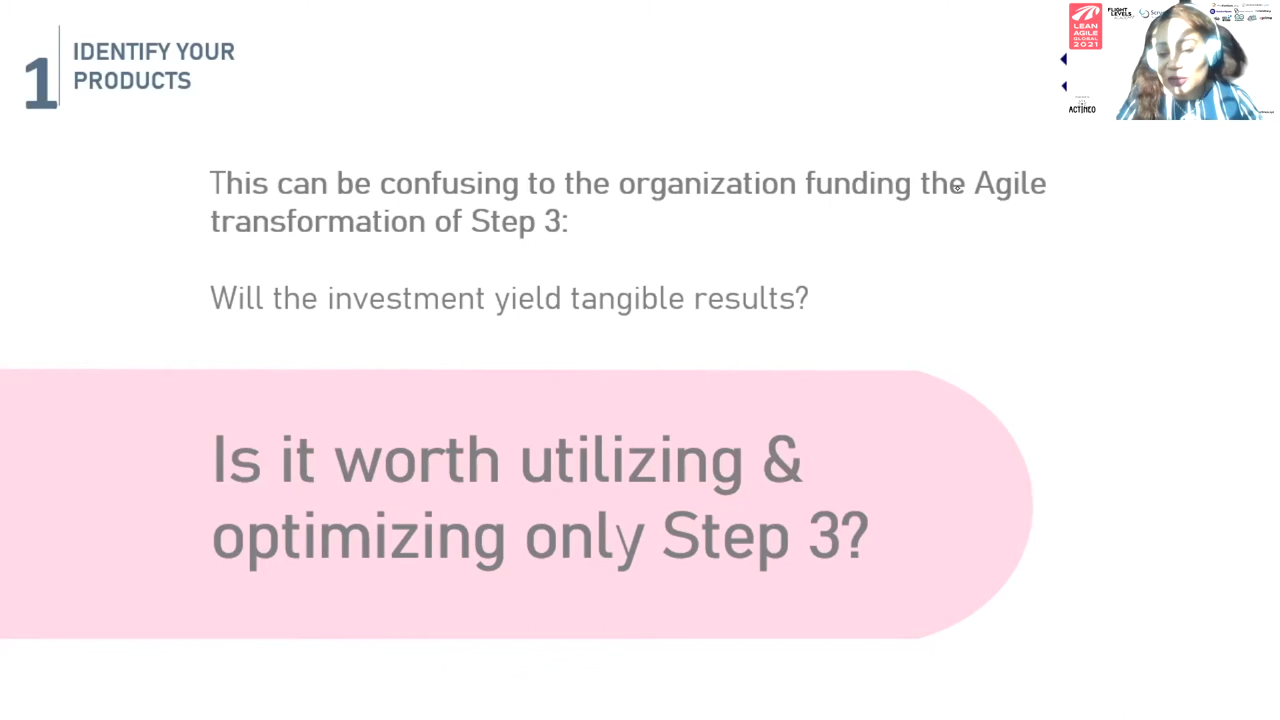 1
IDENTIFY YOUR
PRODUCTS
This can be confusing to the organization funding the Agile
transformation of Step 3:
Will the investment yield tangible results?
Is it worth utilizing &
optimizing only Step 3?
LEAN
AGILE
GLOBAL
2021
FLIGHT
LEVELS
ACTINEO